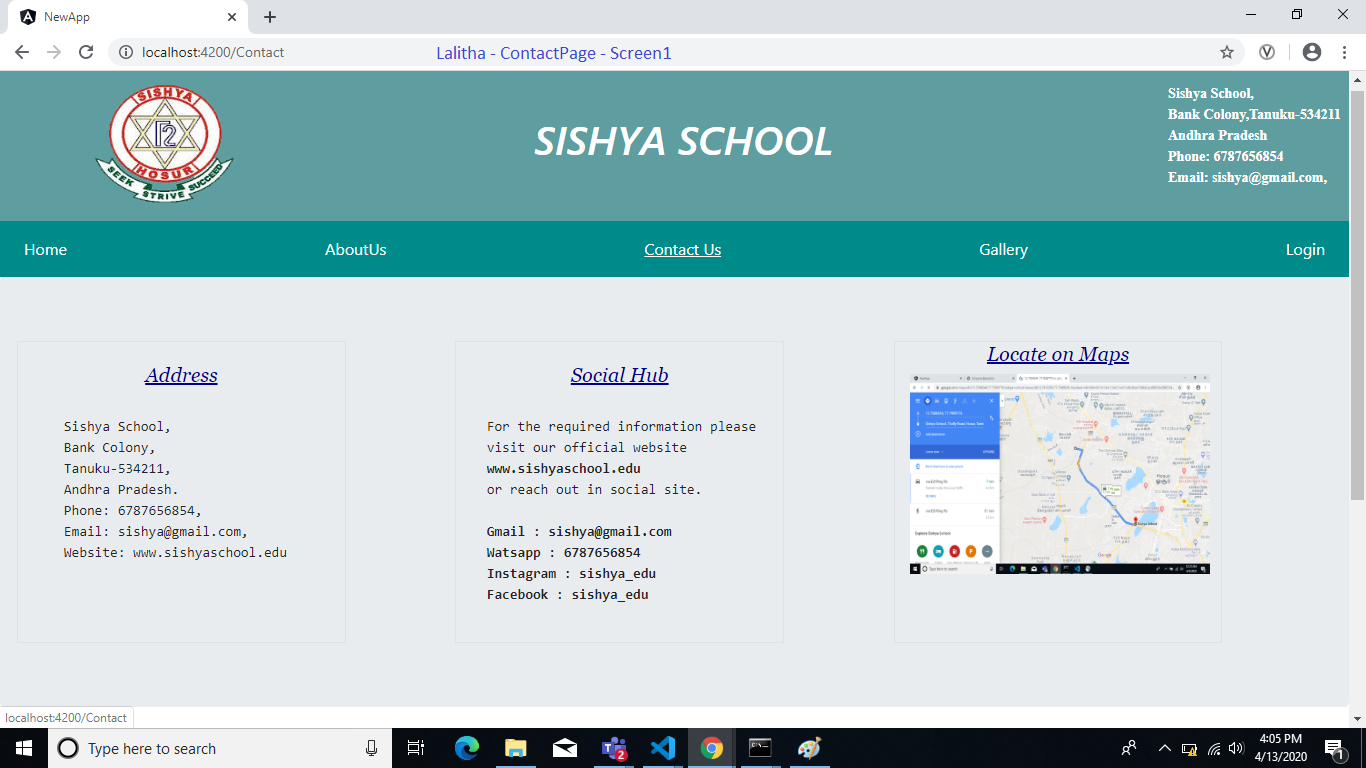 NewApp
localhost:4200/Contact
Lalitha - ContactPage - Screen1
SISHYA
HOSUR
SEEK STRIVE SUCCEED
SISHYA SCHOOL
Sishya School,
Bank Colony,Tanuku-534211
Andhra Pradesh
Phone: 6787656854
Email: sishya@gmail.com,
Home AboutUs Contact Us Gallery Login
Address
Sishya School,
Bank Colony,
Tanuku-534211,
Andhra Pradesh.
Phone: 6787656854,
Email: sishya@gmail.com,
Website: www.sishyaschool.edu
Social Hub
For the required information please
visit our official website
www.sishyaschool.edu
or reach out in social site.
Gmail : sishya@gmail.com
Watsapp : 6787656854
Instagram : sishya_edu
Facebook : sishya_edu
Locate on Maps
localhost:4200/Contact
Type here to search
2
4:05 PM
4/13/2020
1